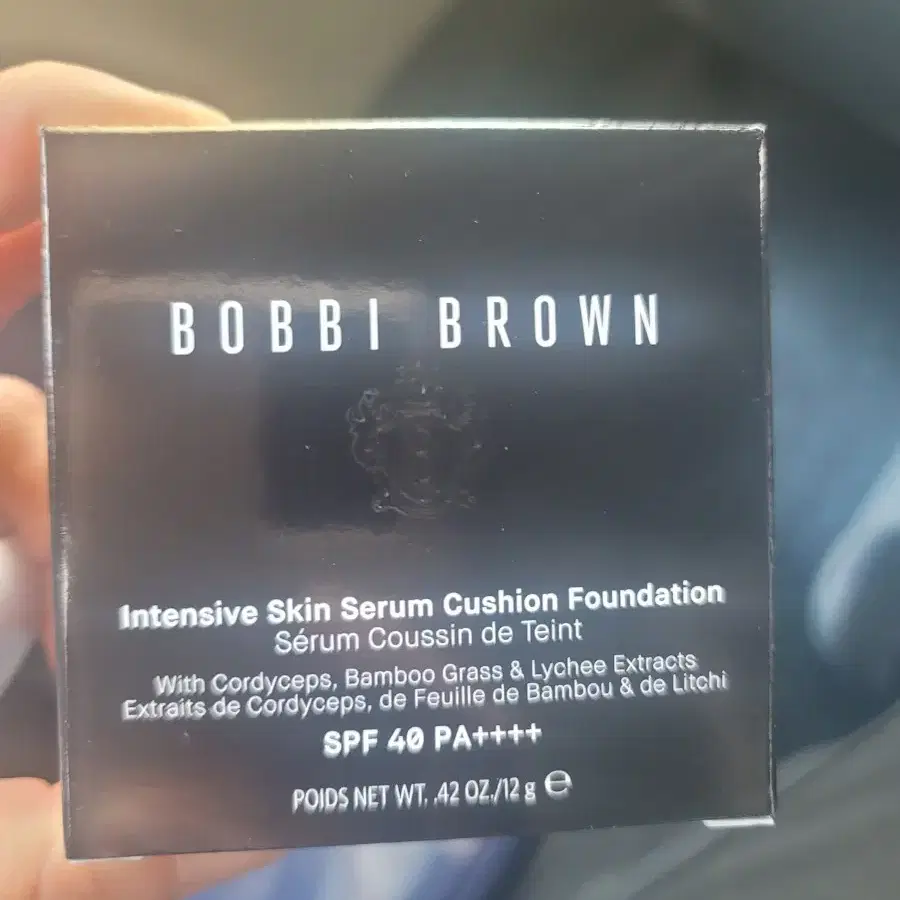 BOBBI BROWN
Intensive Skin Serum Cushion Foundation
Sérum Coussin de Teint
With Cordyceps, Bamboo Grass & Lychee Extracts
Extraits de Cordyceps, de Feuille de Bambou & de Litchi
SPF 40 PA++++
POIDS NET WT. .42 OZ./12 g ℮